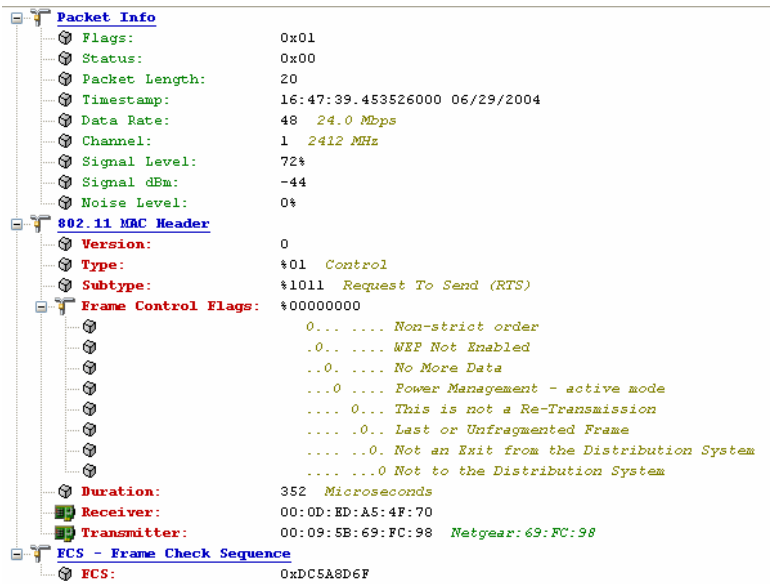 Packet Info
Flags: 0x01
Status: 0x00
Packet Length: 20
Timestamp: 16:47:39.453526000 06/29/2004
Data Rate: 48 24.0 Mbps
Channel: 1 2412 MHz
Signal Level: 72%
Signal dBm: -44
Noise Level: 0%
802.11 MAC Header
Version: 0
Type: %01 Control
Subtype: %1011 Request To Send (RTS)
Frame Control Flags: %00000000
0... .... Non-strict order
.0.. .... WEP Not Enabled
..0. .... No More Data
...0 .... Power Management - active mode
.... 0... This is not a Re-Transmission
.... .0.. Last or Unfragmented Frame
.... ..0. Not an Exit from the Distribution System
.... ...0 Not to the Distribution System
Duration: 352 Microseconds
Receiver: 00:0D:ED:A5:4F:70
Transmitter: 00:09:5B:69:FC:98 Netgear:69:FC:98
FCS - Frame Check Sequence
FCS: 0xDC5A8D6F